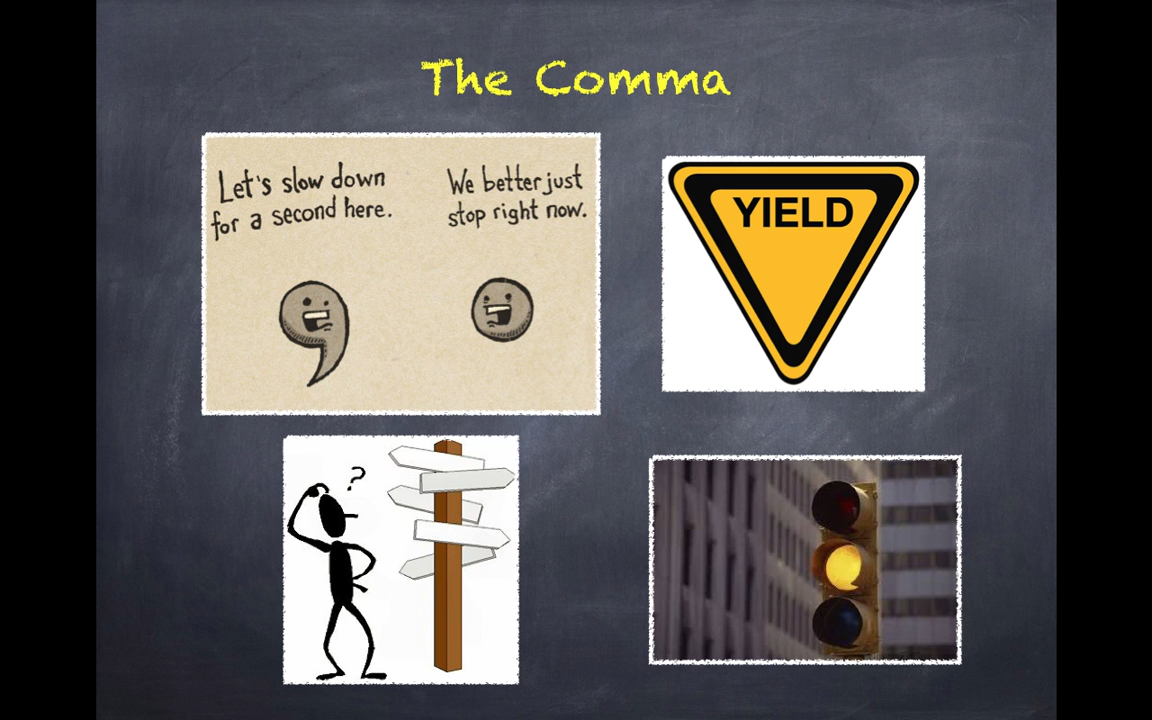 The Comma
Let's slow down
for a second here.
We better just
stop right now.
YIELD
?